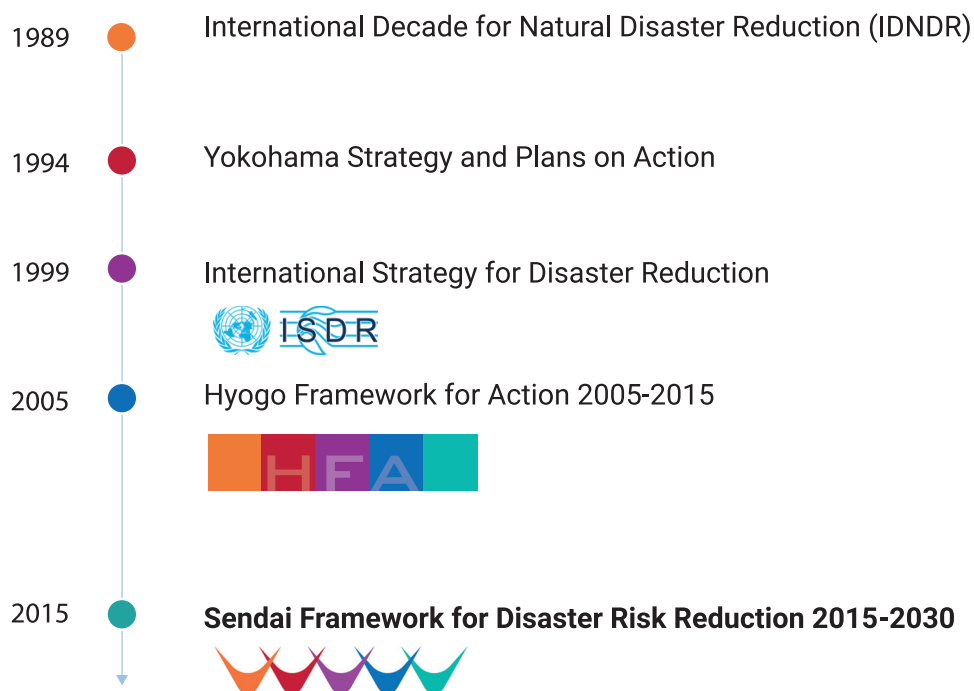 1989 International Decade for Natural Disaster Reduction (IDNDR)
1994 Yokohama Strategy and Plans on Action
1999 International Strategy for Disaster Reduction
ISDR
2005 Hyogo Framework for Action 2005-2015
HFA
2015 Sendai Framework for Disaster Risk Reduction 2015-2030